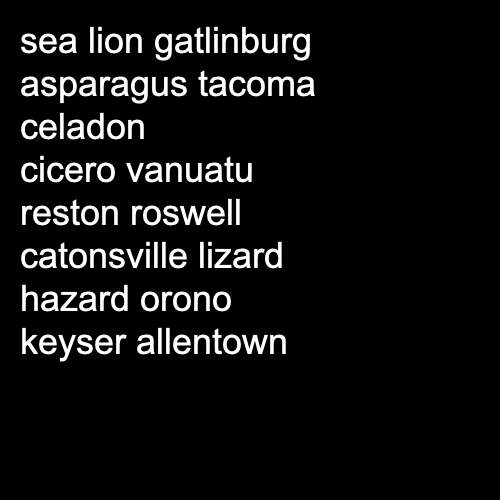 sea lion gatlinburg
asparagus tacoma
celadon
cicero vanuatu
reston roswell
catonsville lizard
hazard orono
keyser allentown